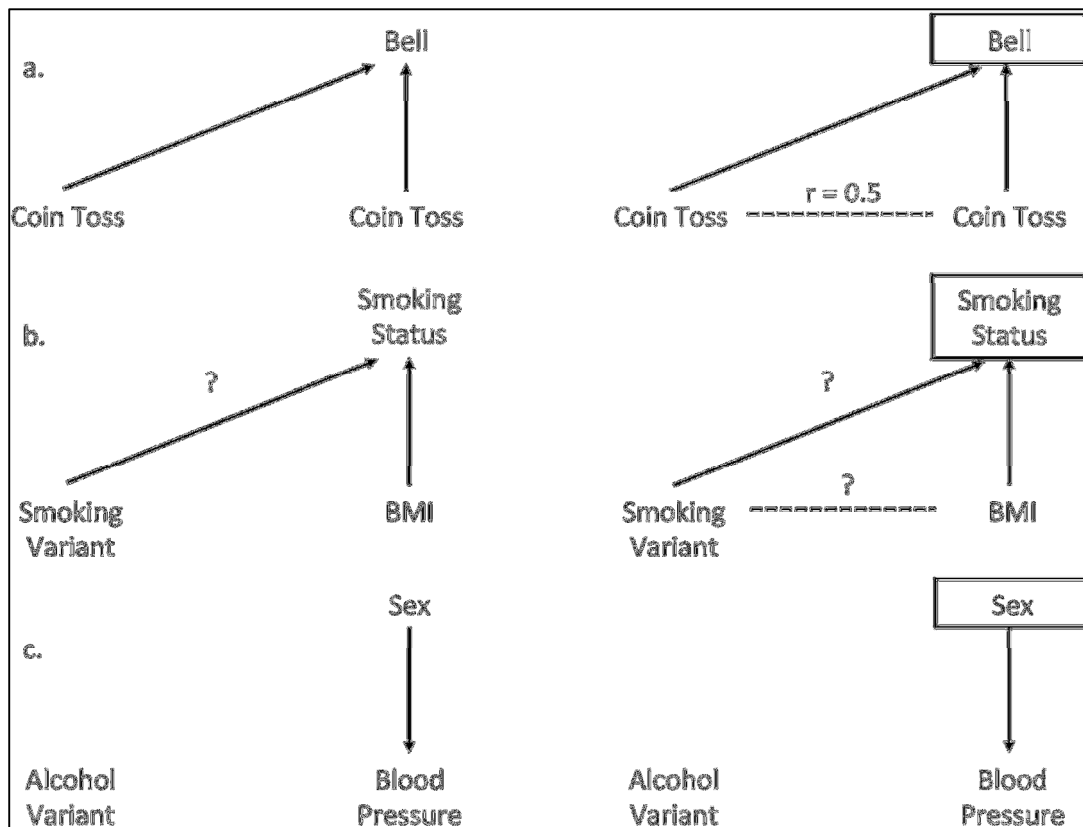 a.
Bell
Coin Toss
Coin Toss
Bell
Coin Toss
r = 0.5
Coin Toss
b.
Smoking
Status
?
Smoking
Variant
BMI
Smoking
Status
?
?
Smoking
Variant
BMI
c.
Sex
Alcohol
Variant
Blood
Pressure
Sex
Alcohol
Variant
Blood
Pressure